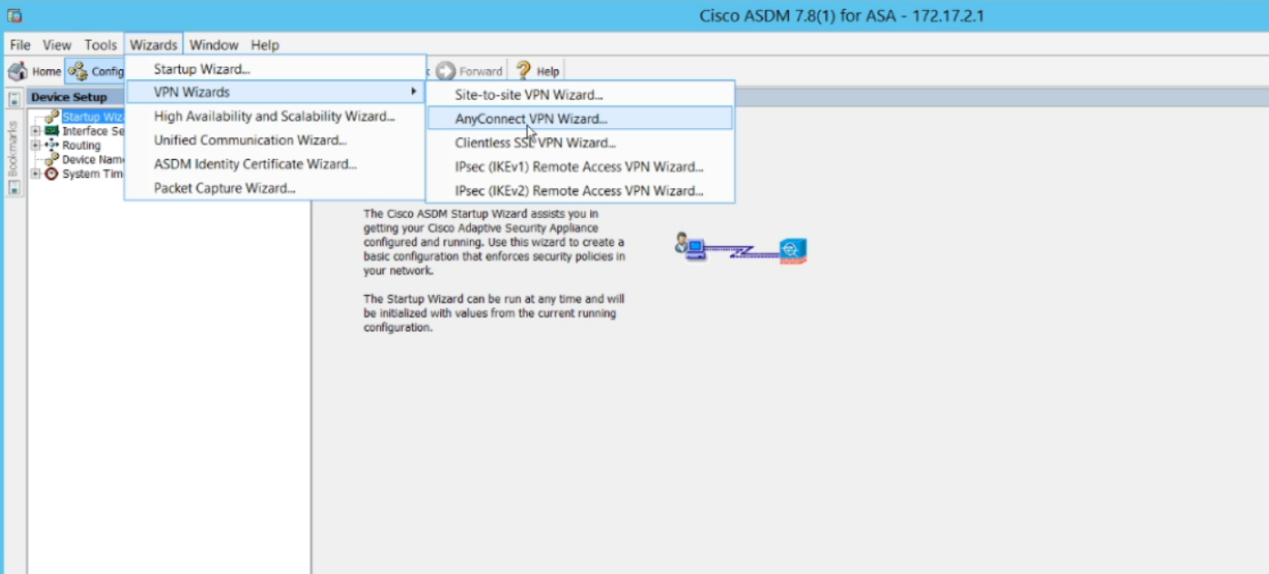 Cisco ASDM 7.8(1) for ASA - 172.17.2.1
File View Tools Wizards Window Help
Home Config Forward Help
Startup Wizard...
VPN Wizards
High Availability and Scalability Wizard...
Unified Communication Wizard...
ASDM Identity Certificate Wizard...
Packet Capture Wizard...
Site-to-site VPN Wizard...
AnyConnect VPN Wizard...
Clientless SSL VPN Wizard...
IPsec (IKEv1) Remote Access VPN Wizard...
IPsec (IKEv2) Remote Access VPN Wizard...
Bookmarks
Device Setup
Startup Wiz
Interface Se
Routing
Device Nam
System Tim
The Cisco ASDM Startup Wizard assists you in
getting your Cisco Adaptive Security Appliance
configured and running. Use this wizard to create a
basic configuration that enforces security policies in
your network.
The Startup Wizard can be run at any time and will
be initialized with values from the current running
configuration.